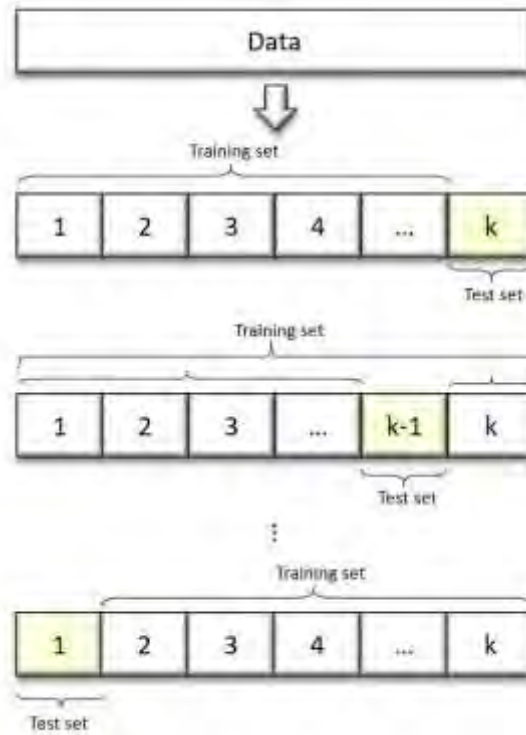 Data
Training set
1 2 3 4 ... k
Test set
Training set
1 2 3 ... k-1 k
Test set
⋮
Training set
1 2 3 4 ... k
Test set